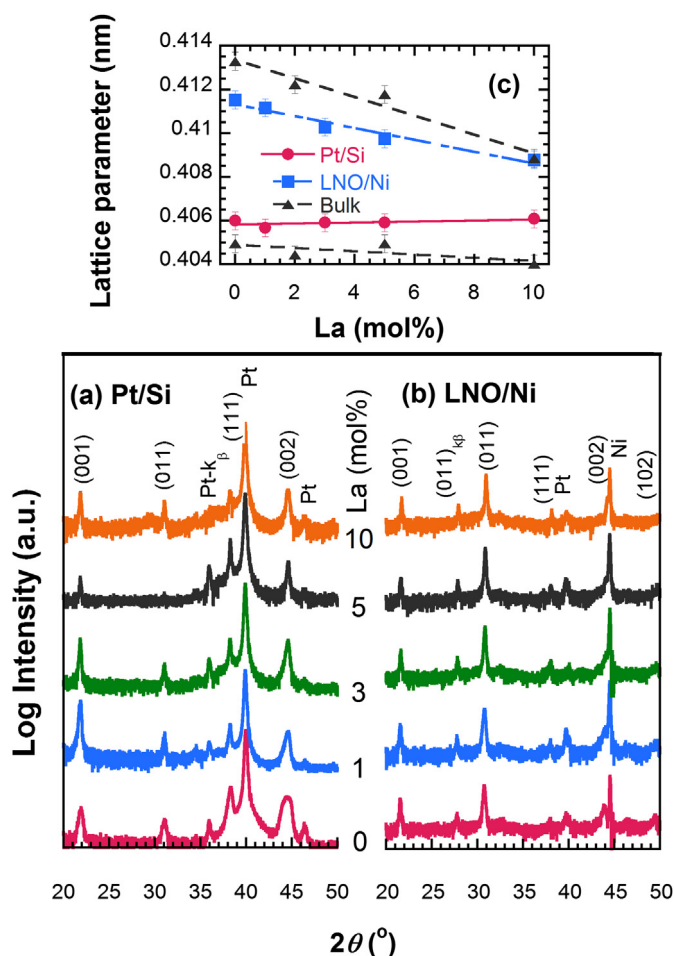 Lattice parameter (nm)
0.414
0.412
0.41
0.408
0.406
0.404
(c)
Pt/Si
LNO/Ni
Bulk
0 2 4 6 8 10
La (mol%)
Log Intensity (a.u.)
(a) Pt/Si
(001)
(011)
Pt-kβ
(111)
Pt
(002)
Pt
La (mol%)
10
5
3
1
0
20 25 30 35 40 45 50
(b) LNO/Ni
(001)
(011)kβ
(011)
(111)
Pt
(002)
Ni
(102)
20 25 30 35 40 45 50
2θ (º)